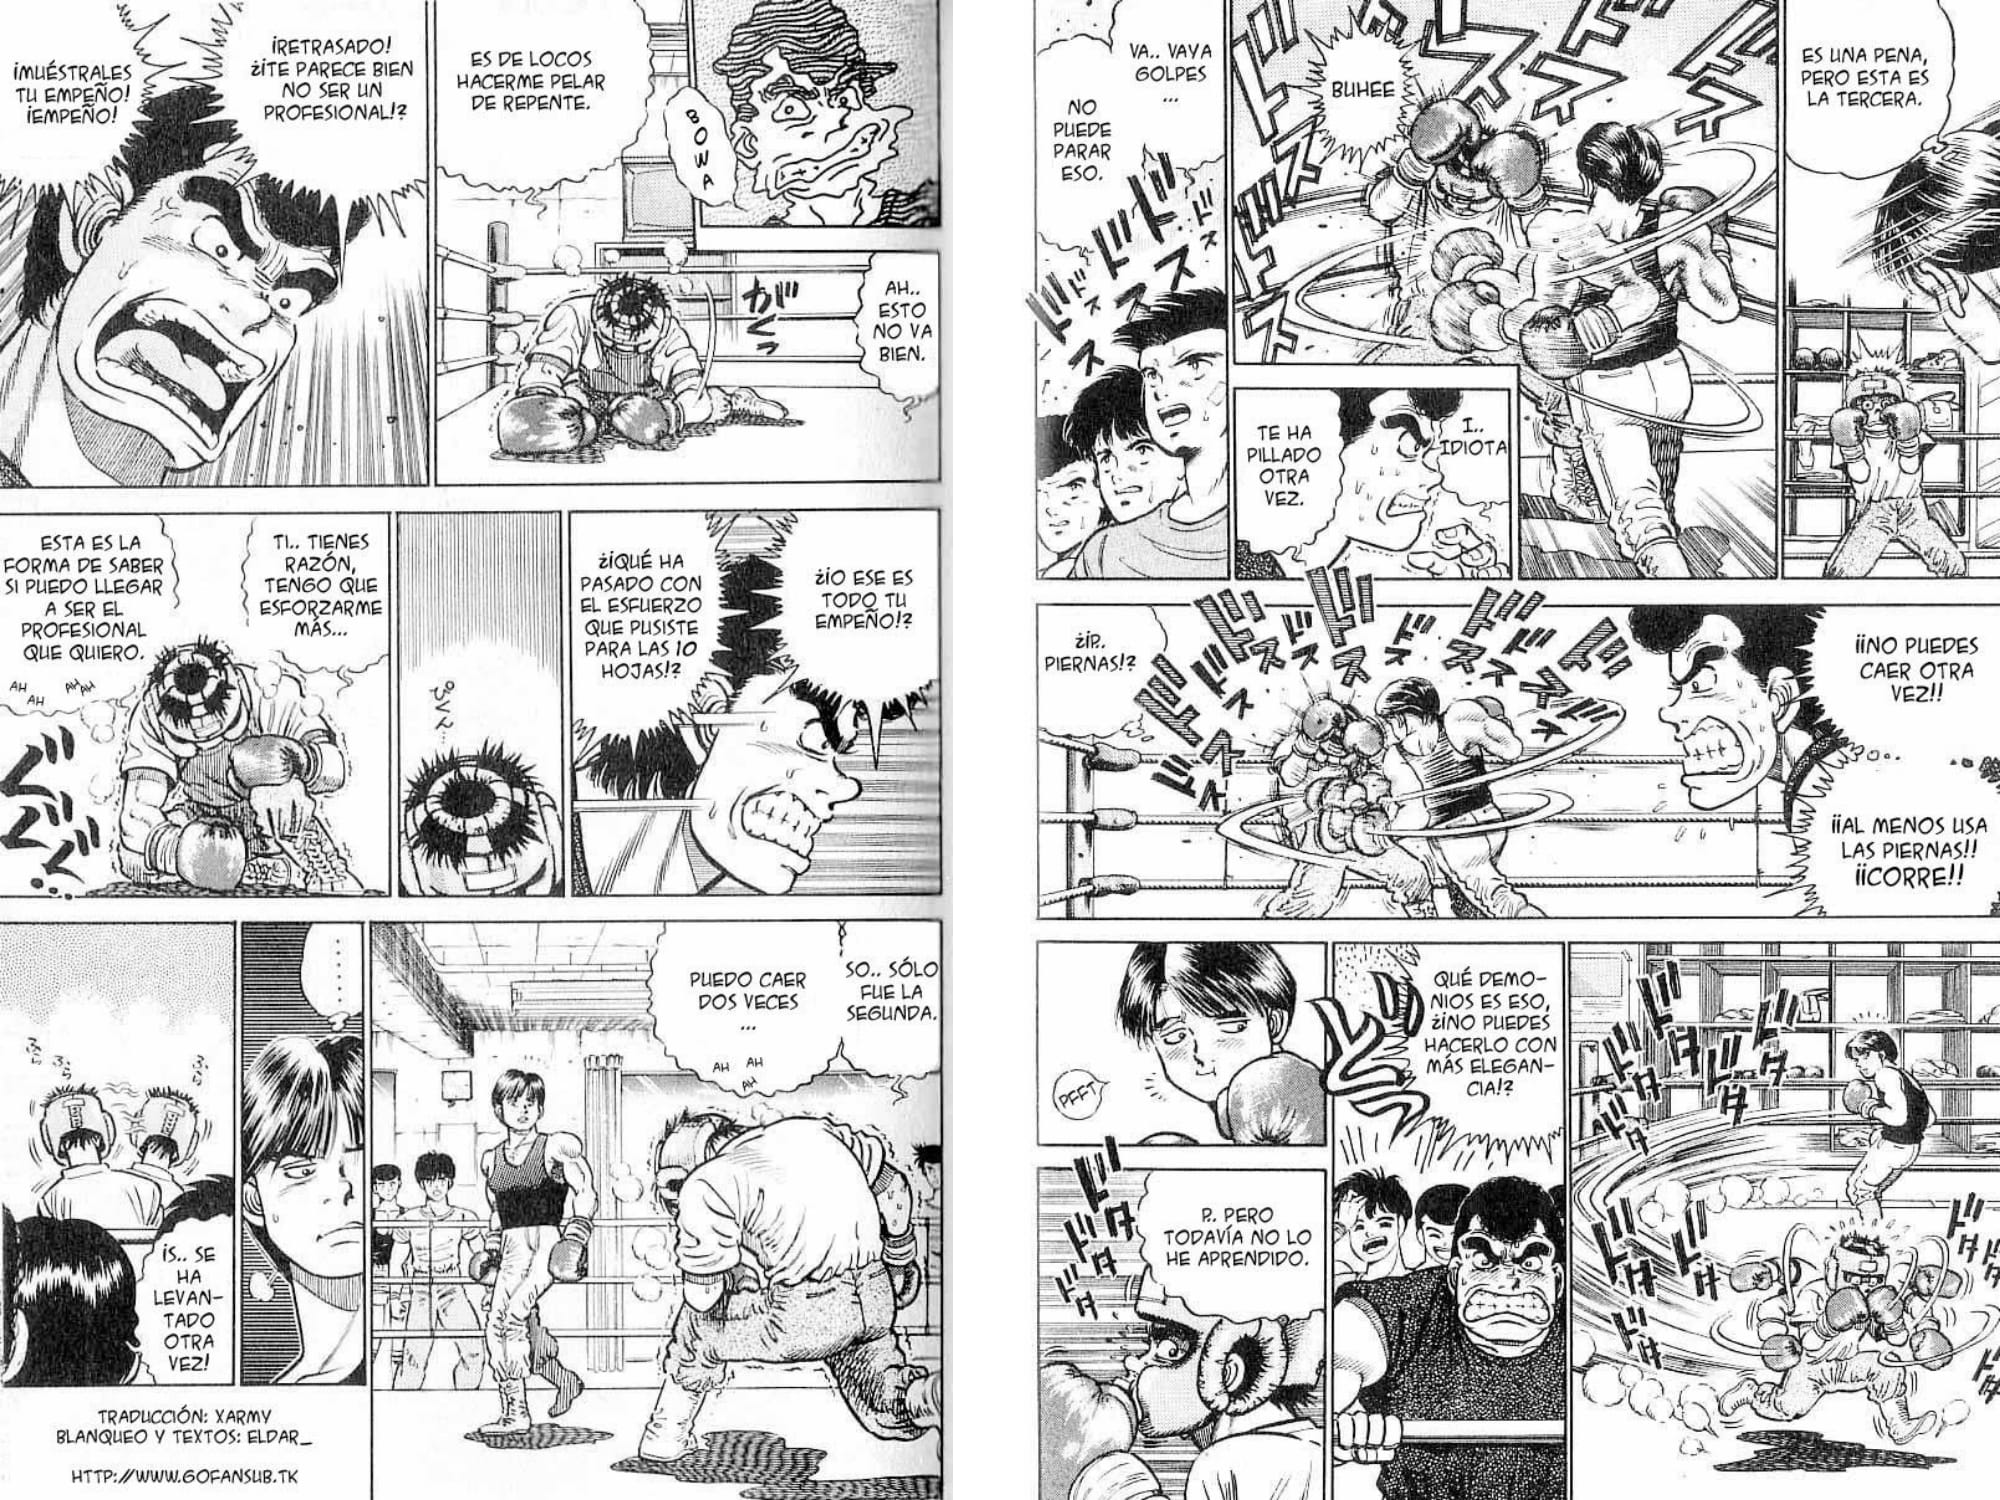 ES UNA PENA,
PERO ESTA ES
LA TERCERA.
BUHEE
VA.. VAYA
GOLPES
...
NO
PUEDE
PARAR
ESO.
I..
IDIOTA
TE HA
PILLADO
OTRA
VEZ.
¡¡NO PUEDES
CAER OTRA
VEZ!!
¡¡AL MENOS USA
LAS PIERNAS!!
¡¡CORRE!!
¿¡P..
PIERNAS!?
QUÉ DEMO-
NIOS ES ESO,
¿¡NO PUEDES
HACERLO CON
MÁS ELEGAN-
CIA!?
PFFT
P.. PERO
TODAVÍA NO LO
HE APRENDIDO.
BOWA
ES DE LOCOS
HACERME PELAR
DE REPENTE.
AH..
ESTO
NO VA
BIEN.
¡RETRASADO!
¿¡TE PARECE BIEN
NO SER UN
PROFESIONAL!?
¡MUÉSTRALES
TU EMPEÑO!
¡EMPEÑO!
¿¡O ESE ES
TODO TU
EMPEÑO!?
¿¡QUÉ HA
PASADO CON
EL ESFUERZO
QUE PUSISTE
PARA LAS 10
HOJAS!?
TI.. TIENES
RAZÓN,
TENGO QUE
ESFORZARME
MÁS...
ESTA ES LA
FORMA DE SABER
SI PUEDO LLEGAR
A SER EL
PROFESIONAL
QUE QUIERO.
AH
AH
AH
AH
SO.. SÓLO
FUE LA
SEGUNDA.
PUEDO CAER
DOS VECES
...
AH
AH
AH
......
¡S.. SE
HA
LEVAN-
TADO
OTRA
VEZ!
TRADUCCIÓN: XARMY
BLANQUEO Y TEXTOS: ELDAR_
HTTP://WWW.GOFANSUB.TK